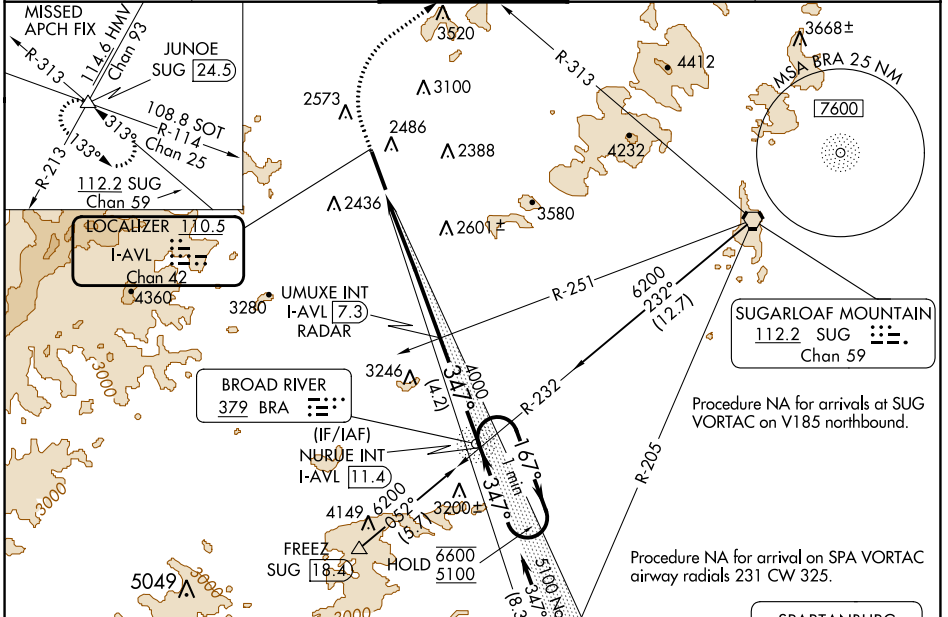 MISSED
APCH FIX
114.6 HMV
Chan 93
R-313
JUNOE
SUG 24.5
108.8 SOT
R-114
Chan 25
313°
133°
R-213
112.2 SUG
Chan 59
3520
R-313
3668±
4412
MSA BRA 25 NM
7600
3100
2573
2486
2388
4232
2436
3580
2601±
LOCALIZER 110.5
I-AVL
Chan 42
4360
3280
UMUXE INT
I-AVL 7.3
RADAR
R-251
6200
232°
(12.7)
SUGARLOAF MOUNTAIN
112.2 SUG
Chan 59
3000
3246
347°
4000
(4.2)
R-232
BROAD RIVER
379 BRA
Procedure NA for arrivals at SUG
VORTAC on V185 northbound.
(IF/IAF)
NURUE INT
I-AVL 11.4
167°
1 min
347°
R-205
3000
6200
052°
(5.7)
3200±
4149
FREEZ
SUG 18.4
HOLD 6600
5100
5100
347°
Procedure NA for arrival on SPA VORTAC
airway radials 231 CW 325.
5049
3000